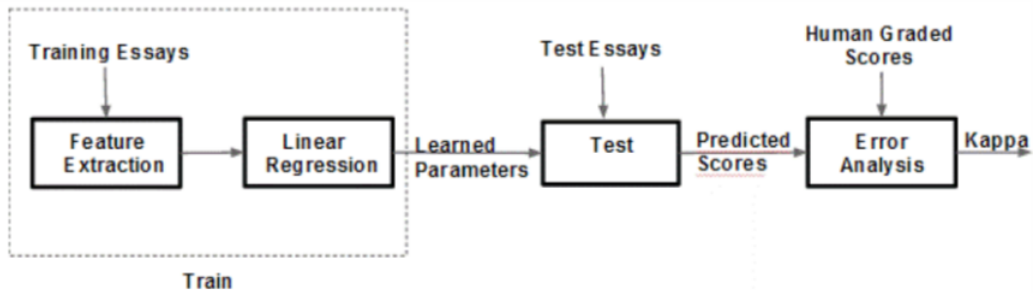 Training Essays
Feature
Extraction
Linear
Regression
Train
Learned
Parameters
Test Essays
Test
Predicted
Scores
Human Graded
Scores
Error
Analysis
Kappa